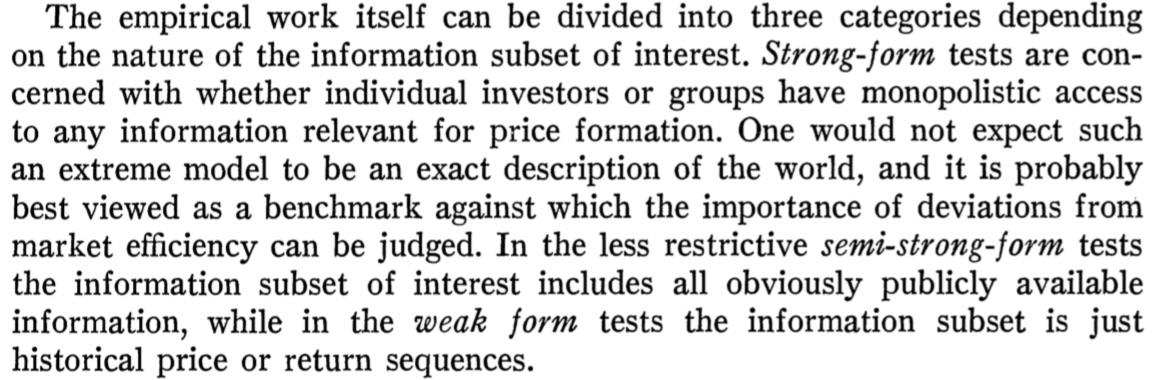 The empirical work itself can be divided into three categories depending
on the nature of the information subset of interest. Strong-form tests are con-
cerned with whether individual investors or groups have monopolistic access
to any information relevant for price formation. One would not expect such
an extreme model to be an exact description of the world, and it is probably
best viewed as a benchmark against which the importance of deviations from
market efficiency can be judged. In the less restrictive semi-strong-form tests
the information subset of interest includes all obviously publicly available
information, while in the weak form tests the information subset is just
historical price or return sequences.